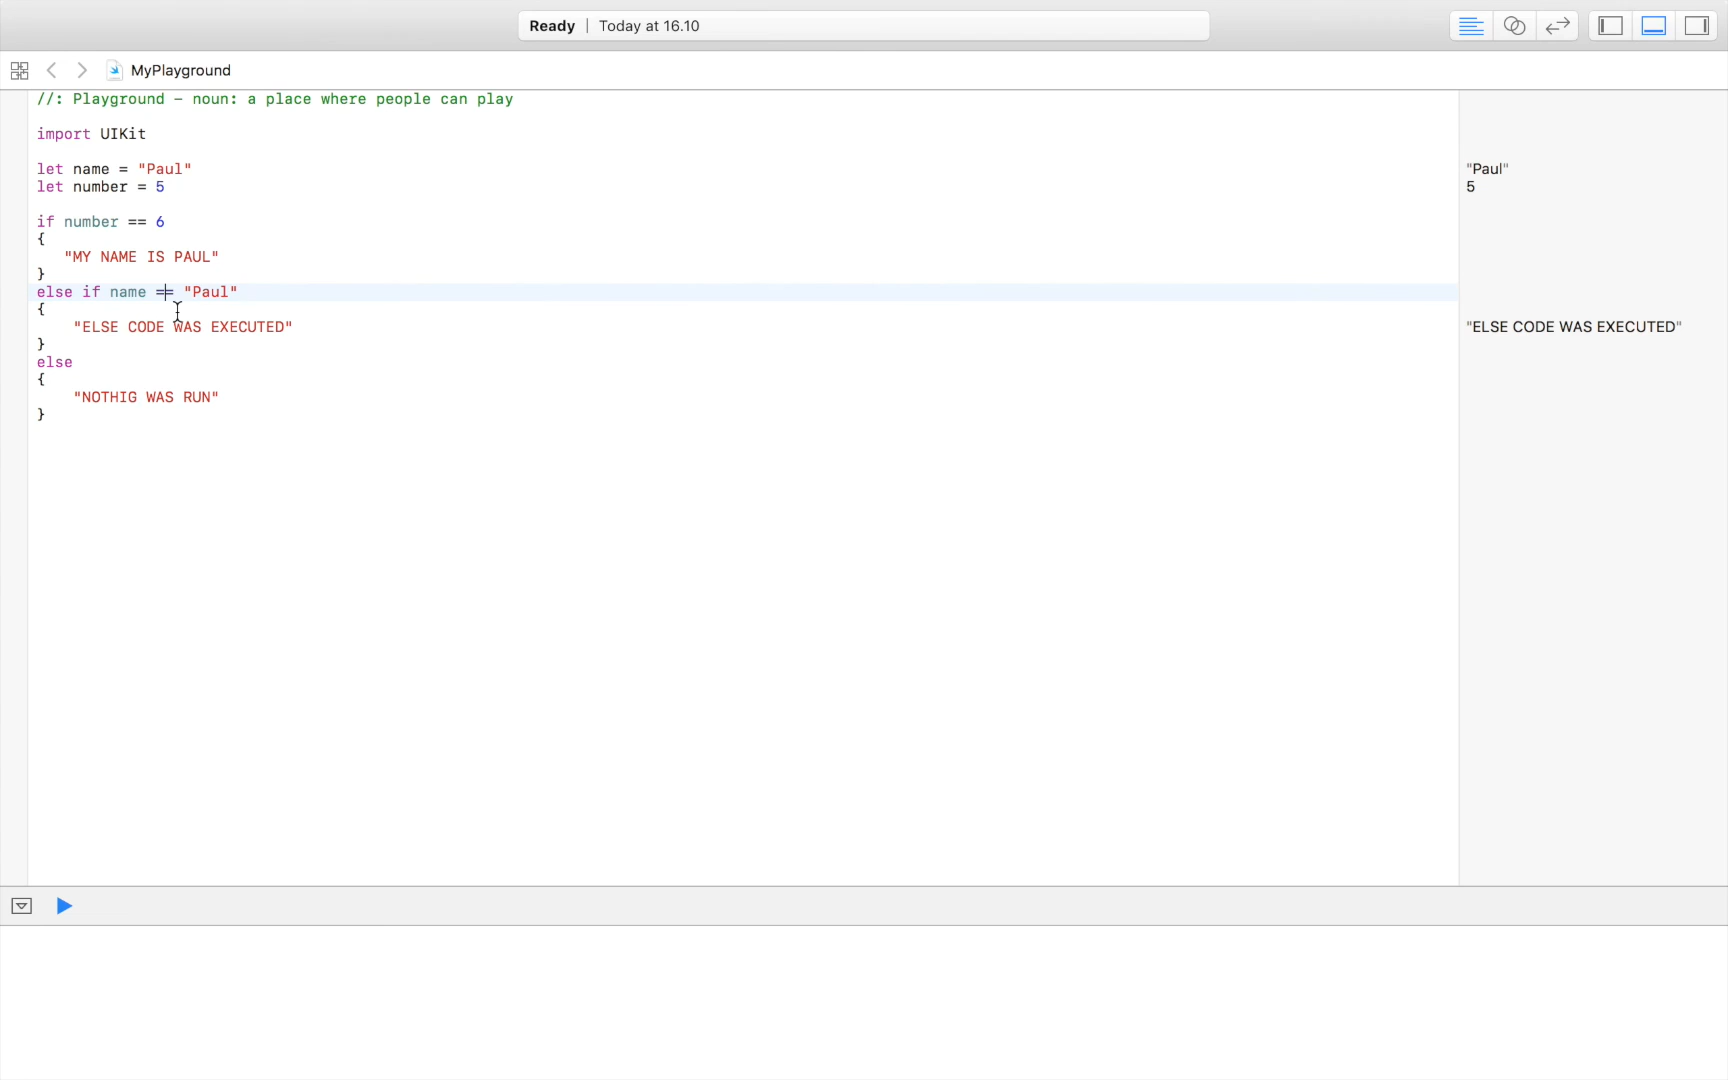 Ready | Today at 16.10
MyPlayground
//: Playground – noun: a place where people can play
import UIKit
let name = "Paul"
"Paul"
let number = 5
5
if number == 6
{
"MY NAME IS PAUL"
}
else if name == "Paul"
{
"ELSE CODE WAS EXECUTED"
"ELSE CODE WAS EXECUTED"
}
else
{
"NOTHIG WAS RUN"
}